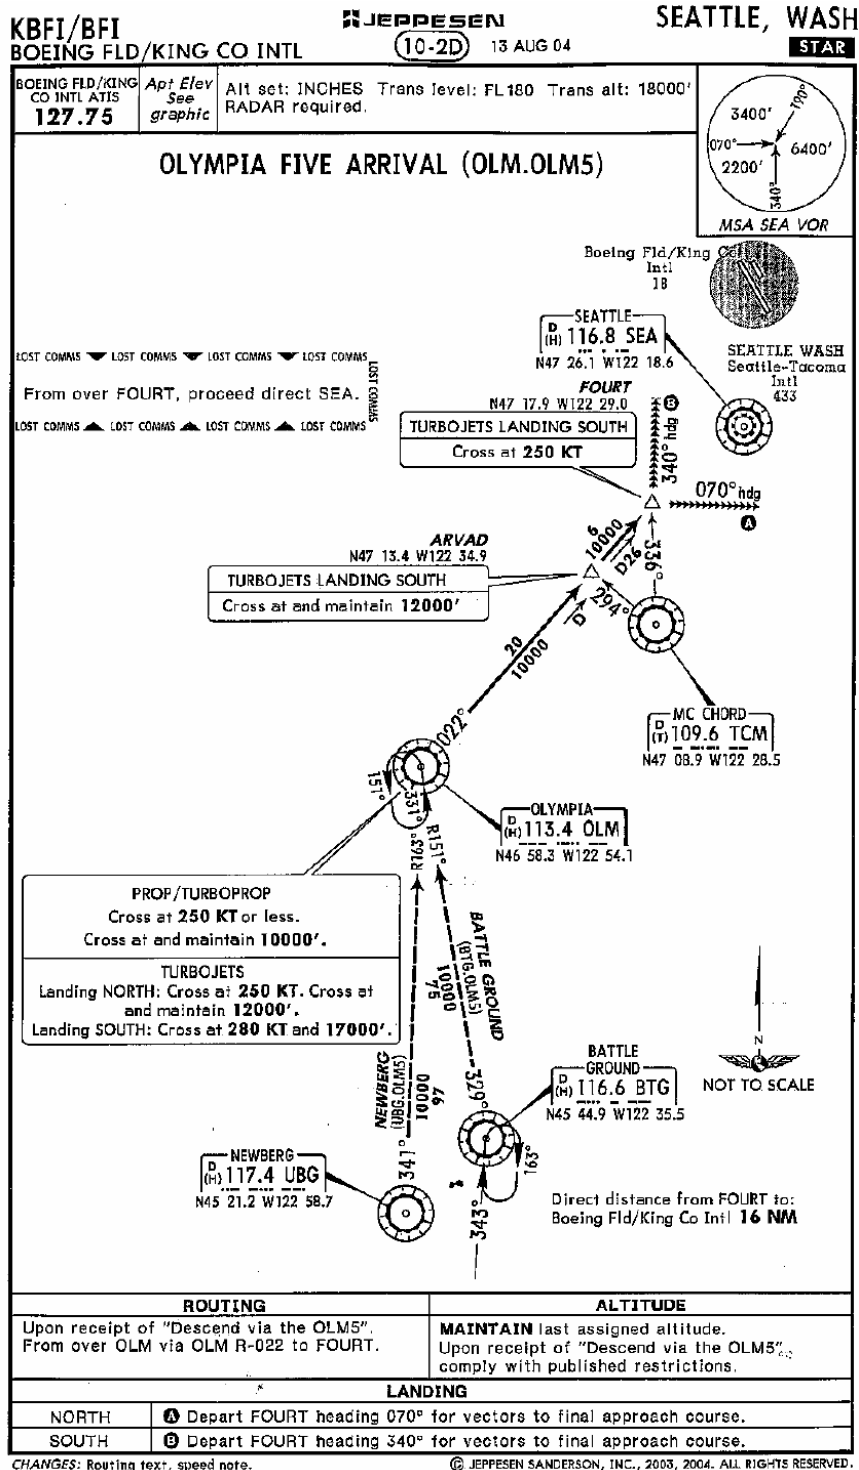 KBFI/BFI
BOEING FLD/KING CO INTL
JEPPESEN
10-2D
13 AUG 04
SEATTLE, WASH
STAR
BOEING FLD/KING
CO INTL ATIS
127.75
Apt Elev
See
graphic
Alt set: INCHES Trans level: FL180 Trans alt: 18000'
RADAR required.
190°
3400'
070°
6400'
2200'
340°
MSA SEA VOR
OLYMPIA FIVE ARRIVAL (OLM.OLM5)
Boeing Fld/King Co
Intl
18
SEATTLE
D
(H) 116.8 SEA
N47 26.1 W122 18.6
SEATTLE WASH
Seattle-Tacoma
Intl
433
LOST COMMS LOST COMMS LOST COMMS LOST COMMS
LOST COMMS
From over FOURT, proceed direct SEA.
LOST COMMS LOST COMMS LOST COMMS LOST COMMS
FOURT
N47 17.9 W122 29.0
TURBOJETS LANDING SOUTH
Cross at 250 KT
B
340° hdg
070° hdg
A
6
10000
D26
336°
ARVAD
N47 13.4 W122 34.9
TURBOJETS LANDING SOUTH
Cross at and maintain 12000'
294°
D
20
10000
MC CHORD
D
(T) 109.6 TCM
N47 08.9 W122 28.5
022°
151°
331°
OLYMPIA
D
(H) 113.4 OLM
N46 58.3 W122 54.1
R163°
R151°
PROP/TURBOPROP
Cross at 250 KT or less.
Cross at and maintain 10000'.
TURBOJETS
Landing NORTH: Cross at 250 KT. Cross at
and maintain 12000'.
Landing SOUTH: Cross at 280 KT and 17000'.
BATTLE GROUND
(BTG.OLM5)
10000
75
N
NOT TO SCALE
NEWBERG
(UBG.OLM5)
10000
97
329°
BATTLE
GROUND
D
(H) 116.6 BTG
N45 44.9 W122 35.5
341°
163°
NEWBERG
D
(H) 117.4 UBG
N45 21.2 W122 58.7
343°
Direct distance from FOURT to:
Boeing Fld/King Co Intl 16 NM
ROUTING
Upon receipt of "Descend via the OLM5".
From over OLM via OLM R-022 to FOURT.
ALTITUDE
MAINTAIN last assigned altitude.
Upon receipt of "Descend via the OLM5",
comply with published restrictions.
LANDING
NORTH
A Depart FOURT heading 070° for vectors to final approach course.
SOUTH
B Depart FOURT heading 340° for vectors to final approach course.
CHANGES: Routing text, speed note.
© JEPPESEN SANDERSON, INC., 2003, 2004. ALL RIGHTS RESERVED.